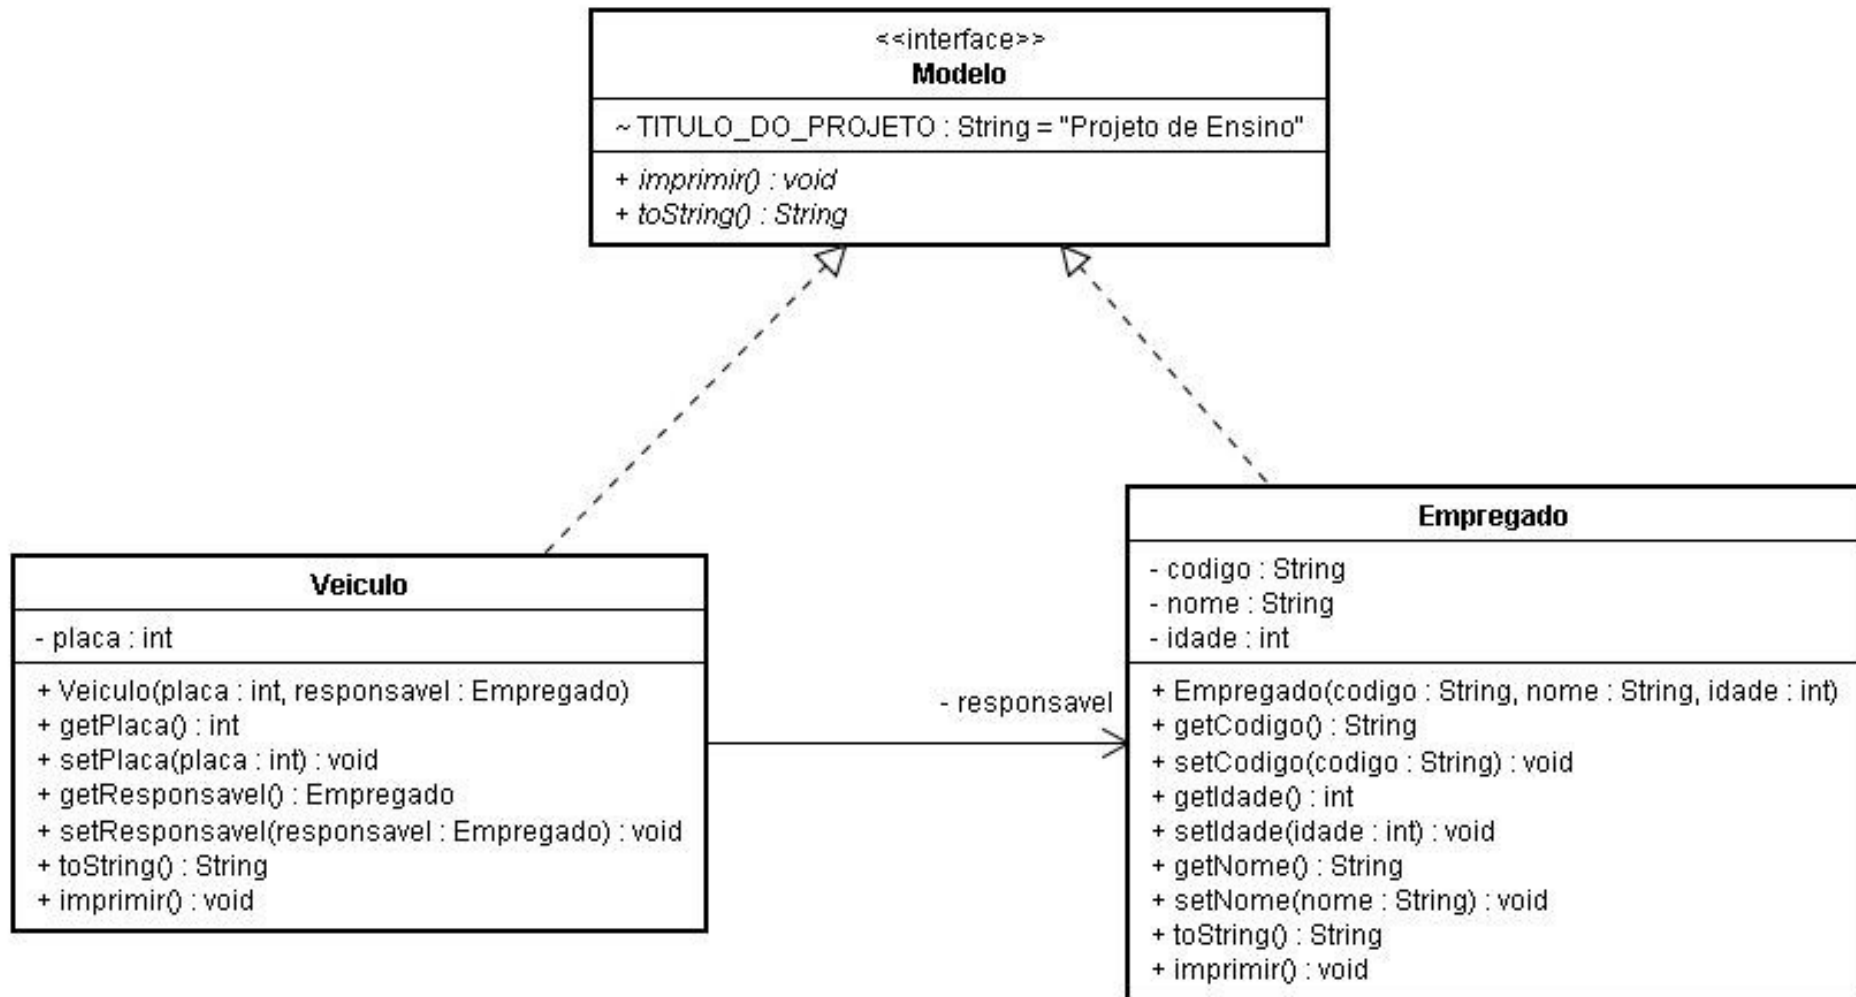 <<interface>>
Modelo
~ TITULO_DO_PROJETO : String = "Projeto de Ensino"
+ imprimir() : void
+ toString() : String
Veiculo
- placa : int
+ Veiculo(placa : int, responsavel : Empregado)
+ getPlaca() : int
+ setPlaca(placa : int) : void
+ getResponsavel() : Empregado
+ setResponsavel(responsavel : Empregado) : void
+ toString() : String
+ imprimir() : void
- responsavel
Empregado
- codigo : String
- nome : String
- idade : int
+ Empregado(codigo : String, nome : String, idade : int)
+ getCodigo() : String
+ setCodigo(codigo : String) : void
+ getIdade() : int
+ setIdade(idade : int) : void
+ getNome() : String
+ setNome(nome : String) : void
+ toString() : String
+ imprimir() : void